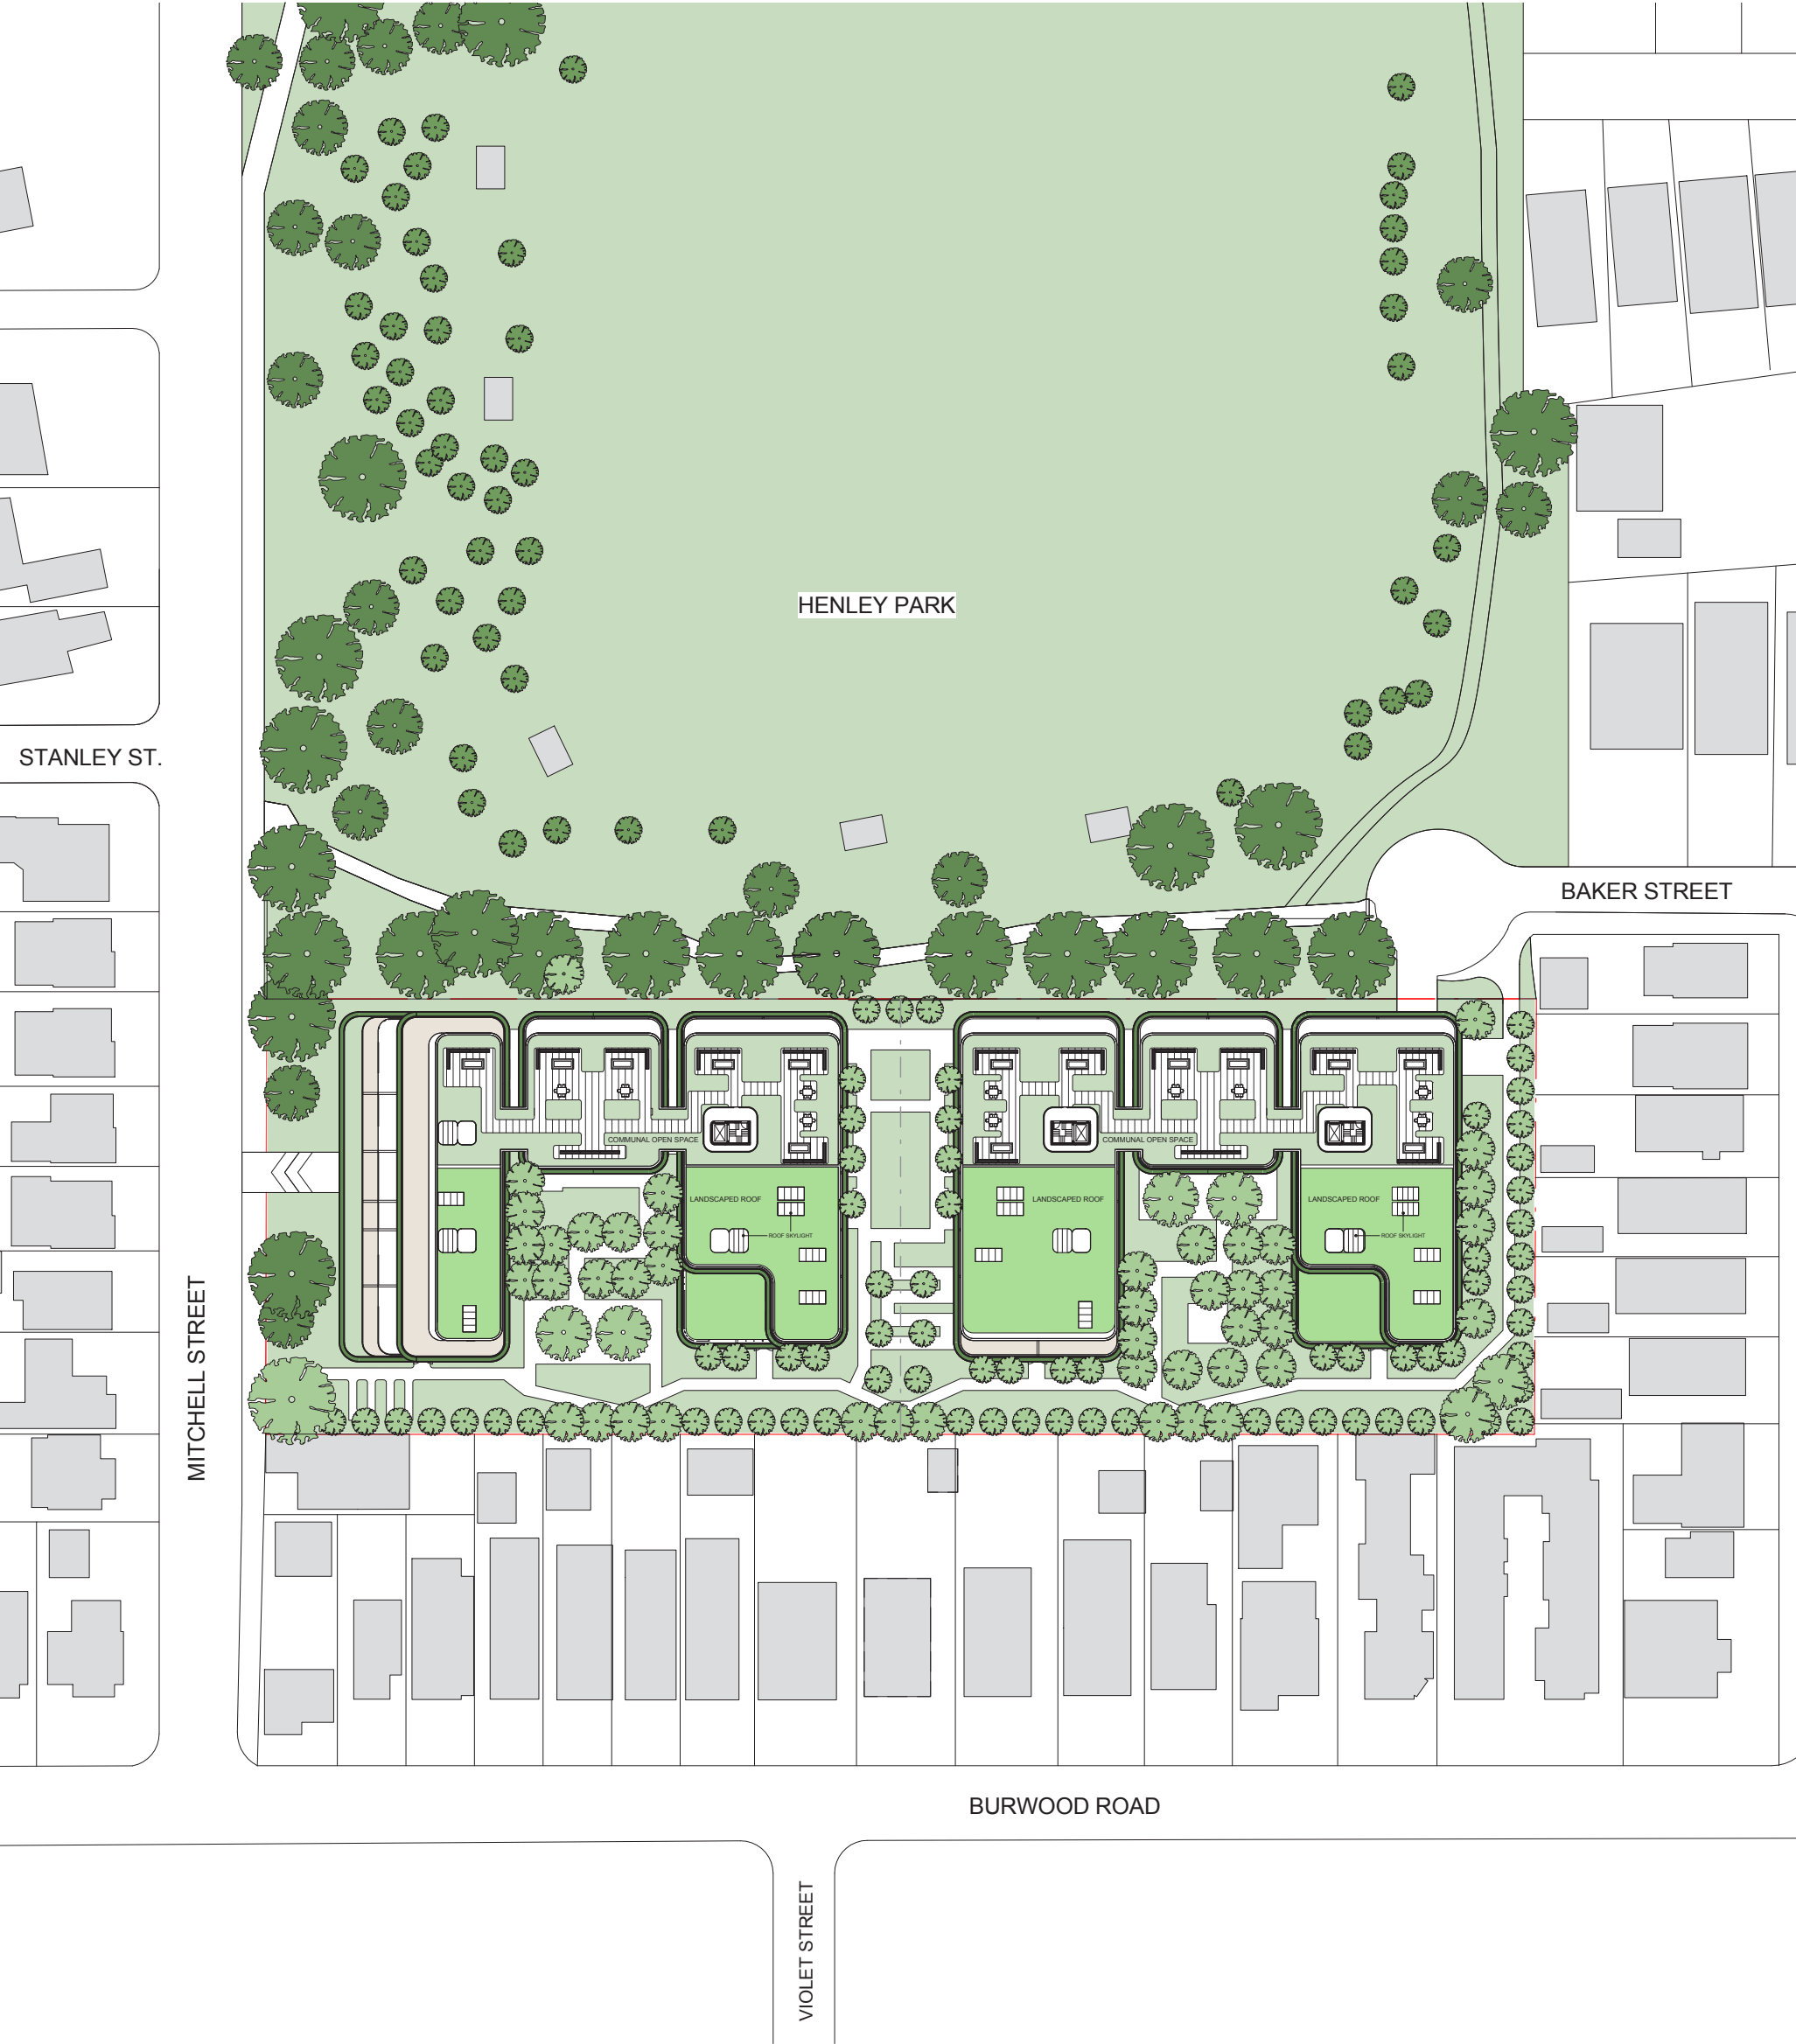 HENLEY PARK
STANLEY ST.
BAKER STREET
COMMUNAL OPEN SPACE
COMMUNAL OPEN SPACE
LANDSCAPED ROOF
LANDSCAPED ROOF
LANDSCAPED ROOF
ROOF SKYLIGHT
ROOF SKYLIGHT
MITCHELL STREET
BURWOOD ROAD
VIOLET STREET